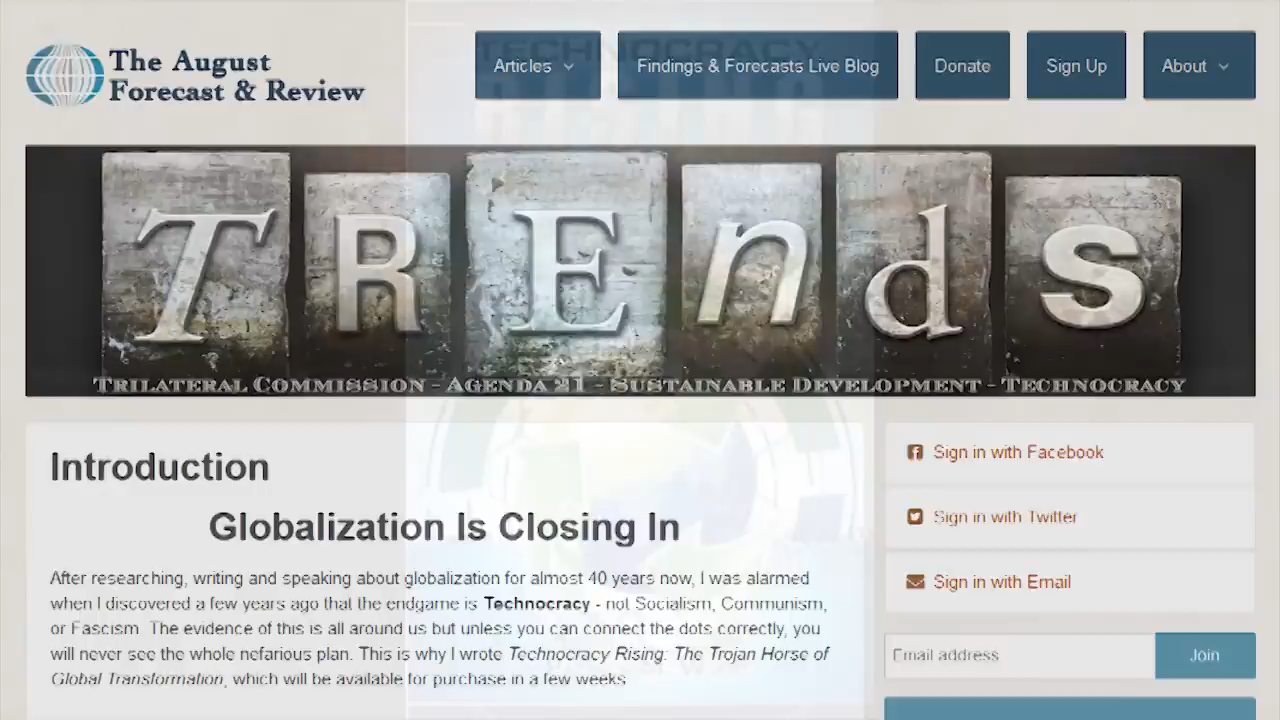 The August
Forecast & Review
Articles
Findings & Forecasts Live Blog
Donate
Sign Up
About
TECHNOCRACY
TREnds
TRILATERAL COMMISSION - AGENDA 21 - SUSTAINABLE DEVELOPMENT - TECHNOCRACY
Introduction
Globalization Is Closing In
After researching, writing and speaking about globalization for almost 40 years now, I was alarmed
when I discovered a few years ago that the endgame is Technocracy - not Socialism, Communism,
or Fascism. The evidence of this is all around us but unless you can connect the dots correctly, you
will never see the whole nefarious plan. This is why I wrote Technocracy Rising: The Trojan Horse of
Global Transformation, which will be available for purchase in a few weeks.
Sign in with Facebook
Sign in with Twitter
Sign in with Email
Email address
Join